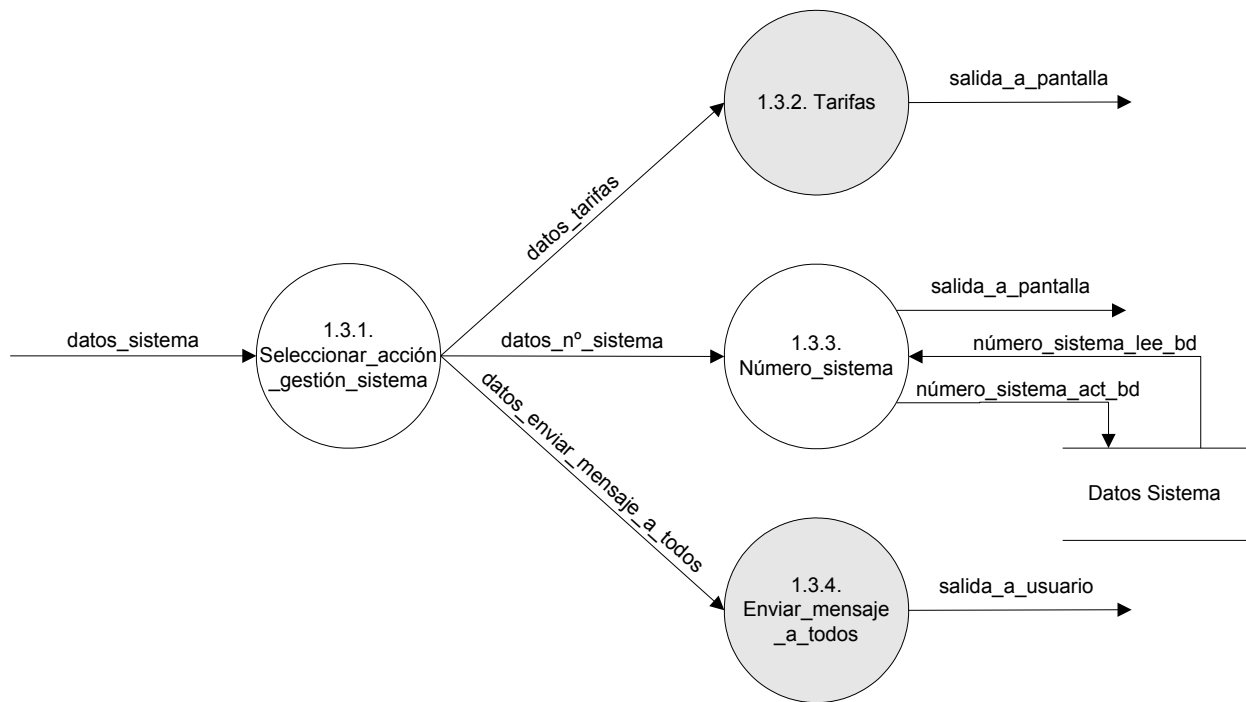 1.3.2. Tarifas
salida_a_pantalla
datos_tarifas
datos_sistema
1.3.1.
Seleccionar_acción
_gestión_sistema
datos_nº_sistema
1.3.3.
Número_sistema
salida_a_pantalla
número_sistema_lee_bd
número_sistema_act_bd
Datos Sistema
datos_enviar_mensaje_a_todos
1.3.4.
Enviar_mensaje
_a_todos
salida_a_usuario